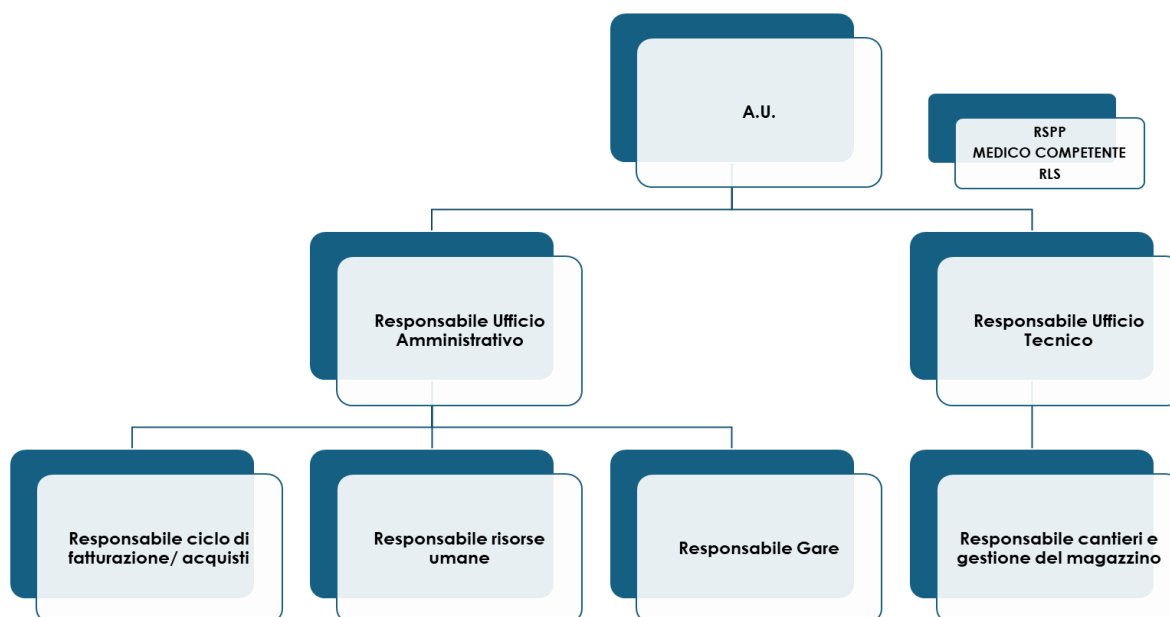 A.U.
RSPP
MEDICO COMPETENTE
RLS
Responsabile Ufficio
Amministrativo
Responsabile Ufficio
Tecnico
Responsabile ciclo di
fatturazione/ acquisti
Responsabile risorse
umane
Responsabile Gare
Responsabile cantieri e
gestione del magazzino